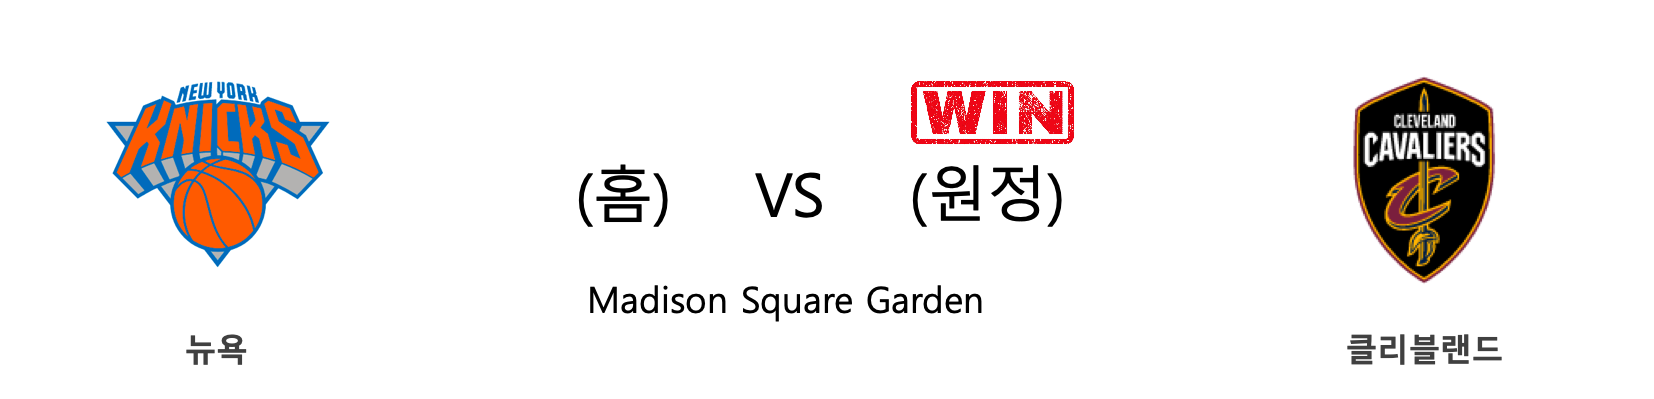 NEW YORK
KNICKS
WIN
CLEVELAND
CAVALIERS
C
(홈) VS (원정)
Madison Square Garden
뉴욕
클리블랜드